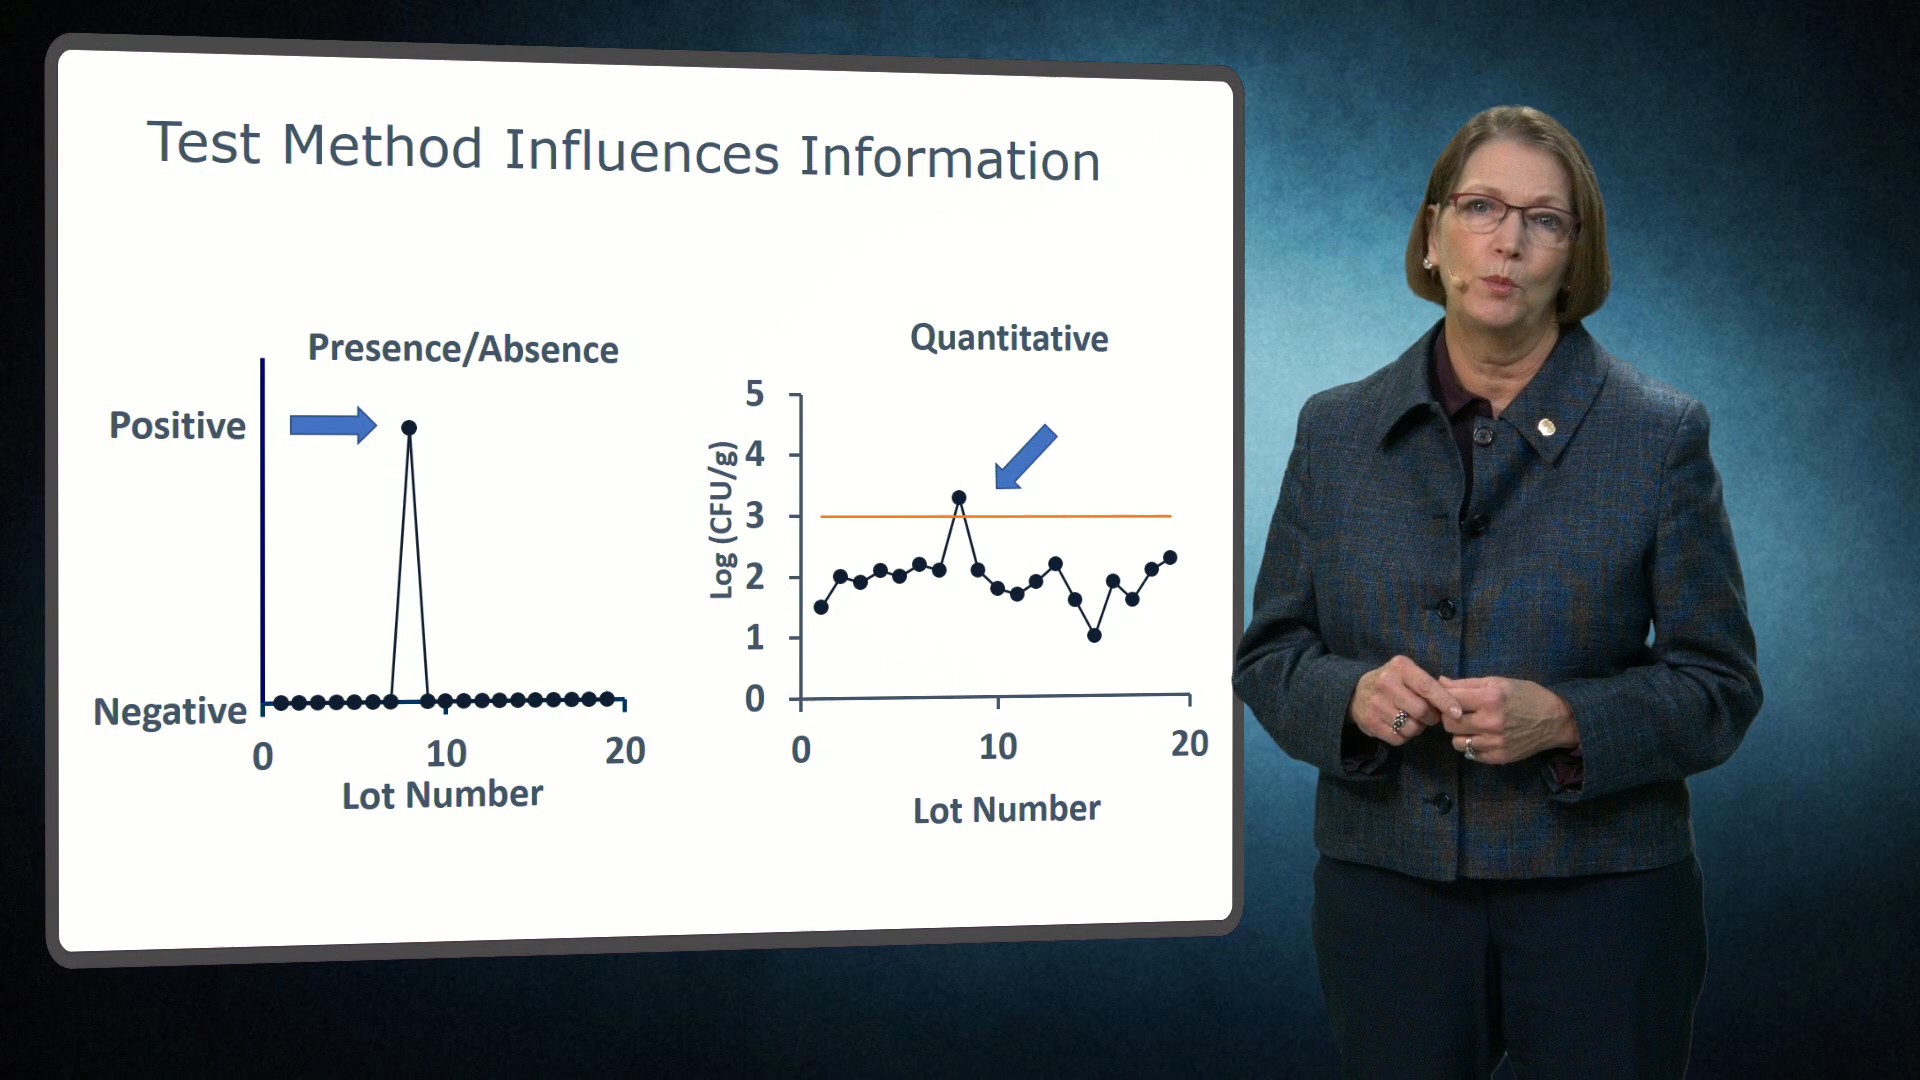 Test Method Influences Information
Presence/Absence
Positive
Negative
0
10
20
Lot Number
Quantitative
Log (CFU/g)
5
4
3
2
1
0
0
10
20
Lot Number